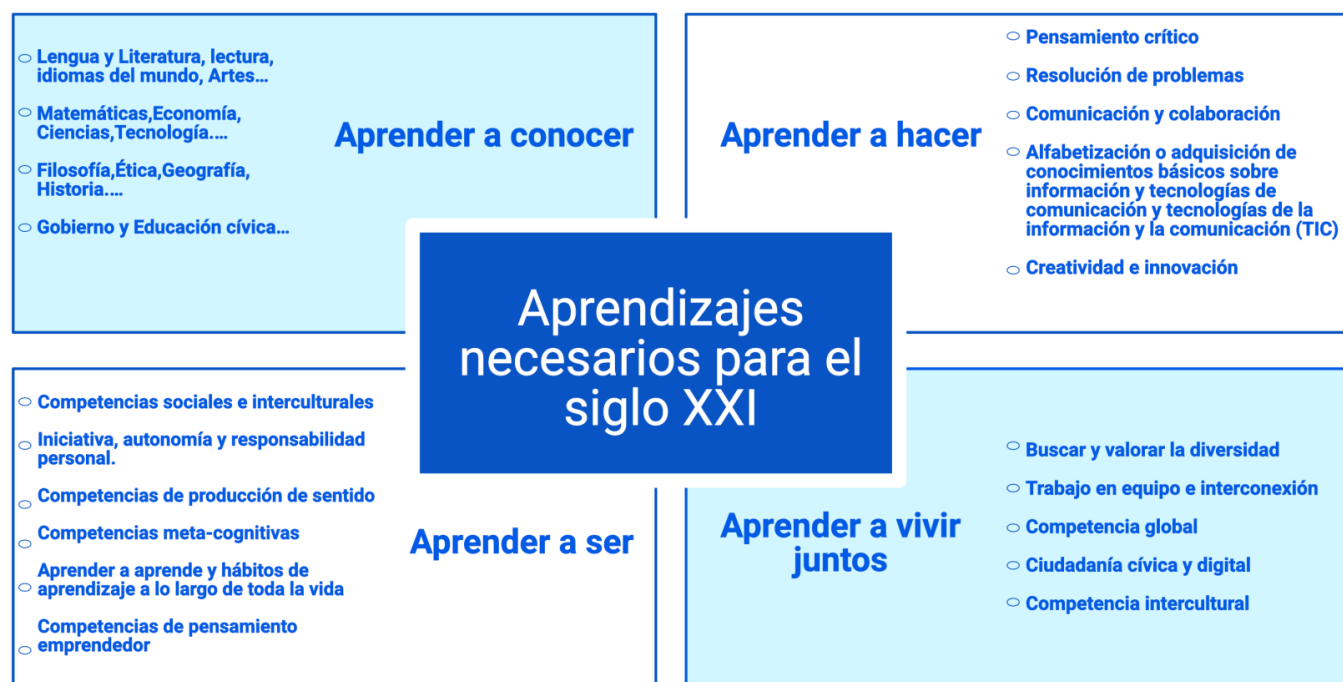 Lengua y Literatura, lectura,
idiomas del mundo, Artes...
Matemáticas,Economía,
Ciencias,Tecnología....
Filosofía,Ética,Geografía,
Historia....
Gobierno y Educación cívica...
Aprender a conocer
Aprender a hacer
Pensamiento crítico
Resolución de problemas
Comunicación y colaboración
Alfabetización o adquisición de
conocimientos básicos sobre
información y tecnologías de
comunicación y tecnologías de la
información y la comunicación (TIC)
Creatividad e innovación
Aprendizajes
necesarios para el
siglo XXI
Competencias sociales e interculturales
Iniciativa, autonomía y responsabilidad
personal.
Competencias de producción de sentido
Competencias meta-cognitivas
Aprender a aprende y hábitos de
aprendizaje a lo largo de toda la vida
Competencias de pensamiento
emprendedor
Aprender a ser
Aprender a vivir
juntos
Buscar y valorar la diversidad
Trabajo en equipo e interconexión
Competencia global
Ciudadanía cívica y digital
Competencia intercultural